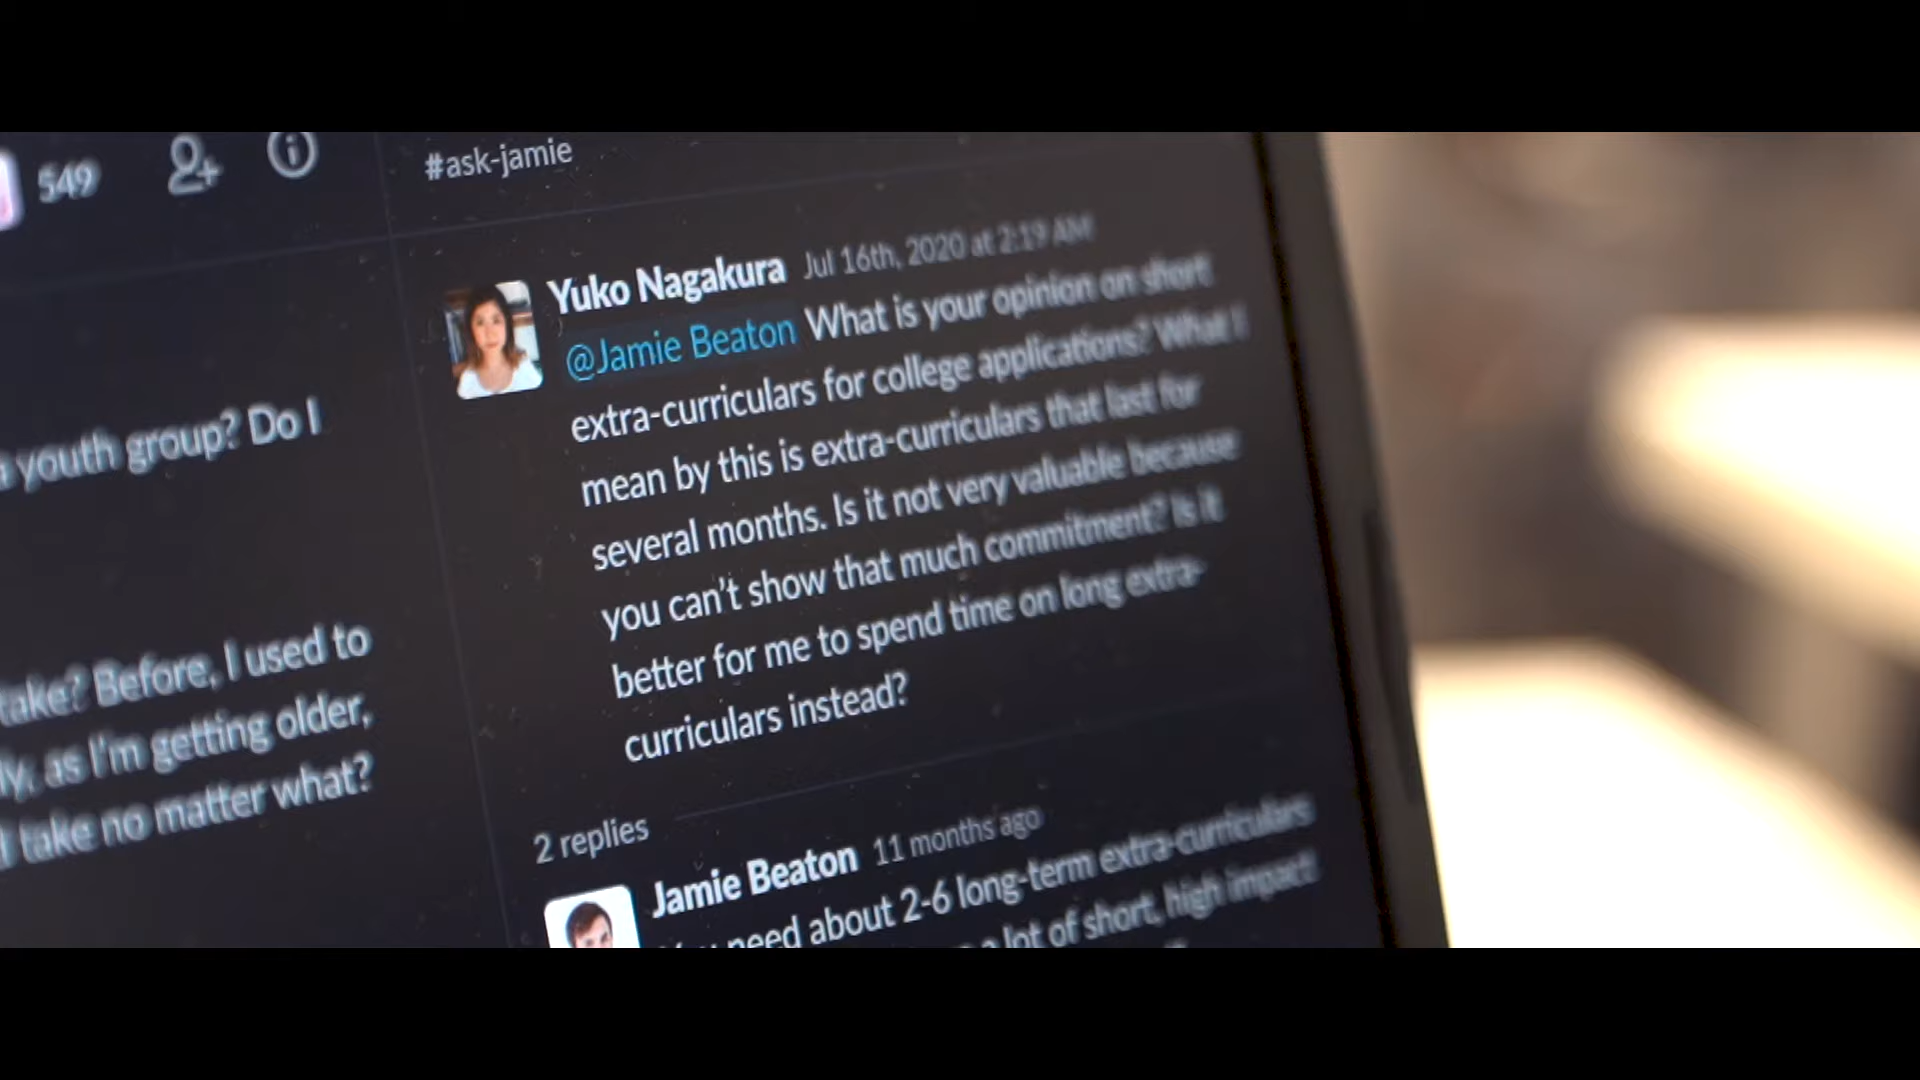 549
#ask-jamie
youth group? Do I
take? Before, I used to
as I'm getting older,
take no matter what?
Yuko Nagakura Jul 16th, 2020 at 2:19 AM
@Jamie Beaton What is your opinion on short
extra-curriculars for college applications? What I
mean by this is extra-curriculars that last for
several months. Is it not very valuable because
you can't show that much commitment? Is it
better for me to spend time on long extra-
curriculars instead?
2 replies
Jamie Beaton 11 months ago
need about 2-6 long-term extra-curriculars
lot of short, high impact